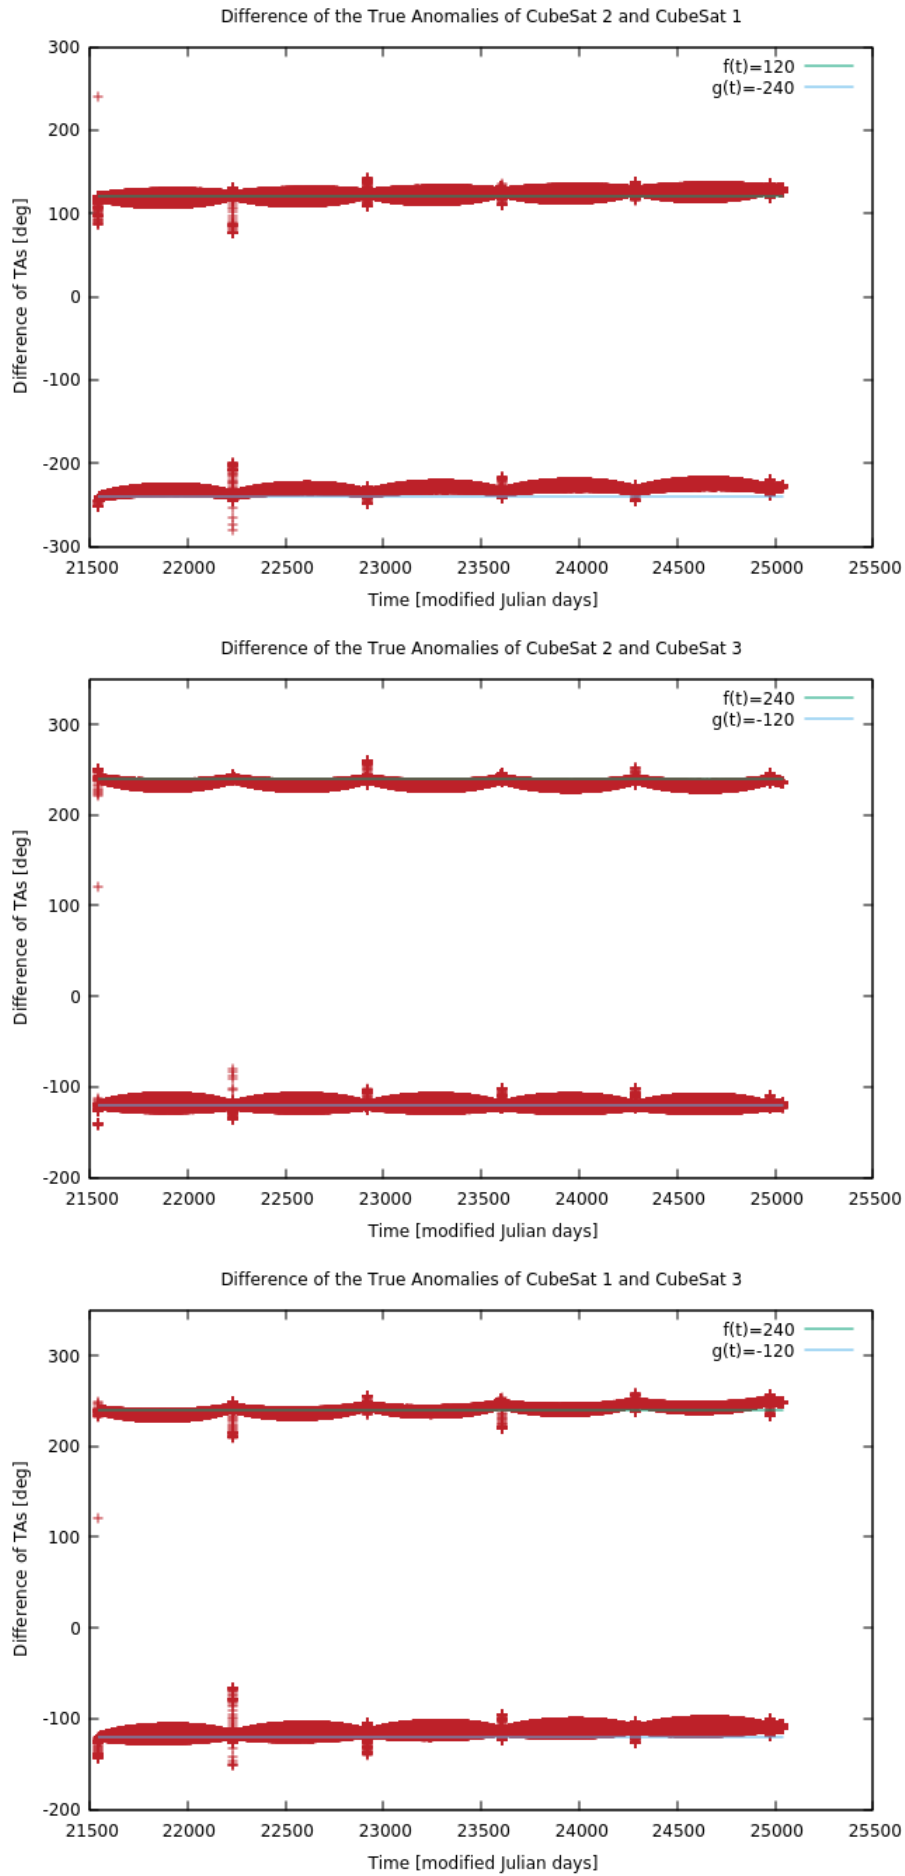 Difference of the True Anomalies of CubeSat 2 and CubeSat 1
300
200
100
0
-100
-200
-300
Difference of TAs [deg]
f(t)=120
g(t)=-240
21500 22000 22500 23000 23500 24000 24500 25000 25500
Time [modified Julian days]
Difference of the True Anomalies of CubeSat 2 and CubeSat 3
300
200
100
0
-100
-200
Difference of TAs [deg]
f(t)=240
g(t)=-120
21500 22000 22500 23000 23500 24000 24500 25000 25500
Time [modified Julian days]
Difference of the True Anomalies of CubeSat 1 and CubeSat 3
300
200
100
0
-100
-200
Difference of TAs [deg]
f(t)=240
g(t)=-120
21500 22000 22500 23000 23500 24000 24500 25000 25500
Time [modified Julian days]